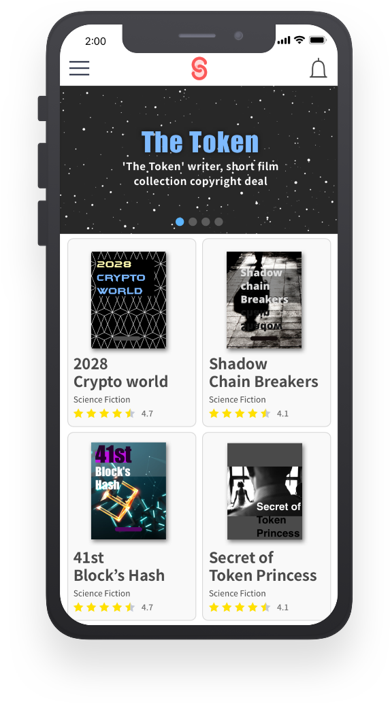 2:00
The Token
'The Token' writer, short film
collection copyright deal
2028
CRYPTO
WORLD
2028
Crypto world
Science Fiction
4.7
Shadow
chain
Breakers
Shadow
Chain Breakers
Science Fiction
4.1
41st
Block's
Hash
41st
Block’s Hash
Science Fiction
4.7
Secret of
Token
Princess
Secret of
Token Princess
Science Fiction
4.1